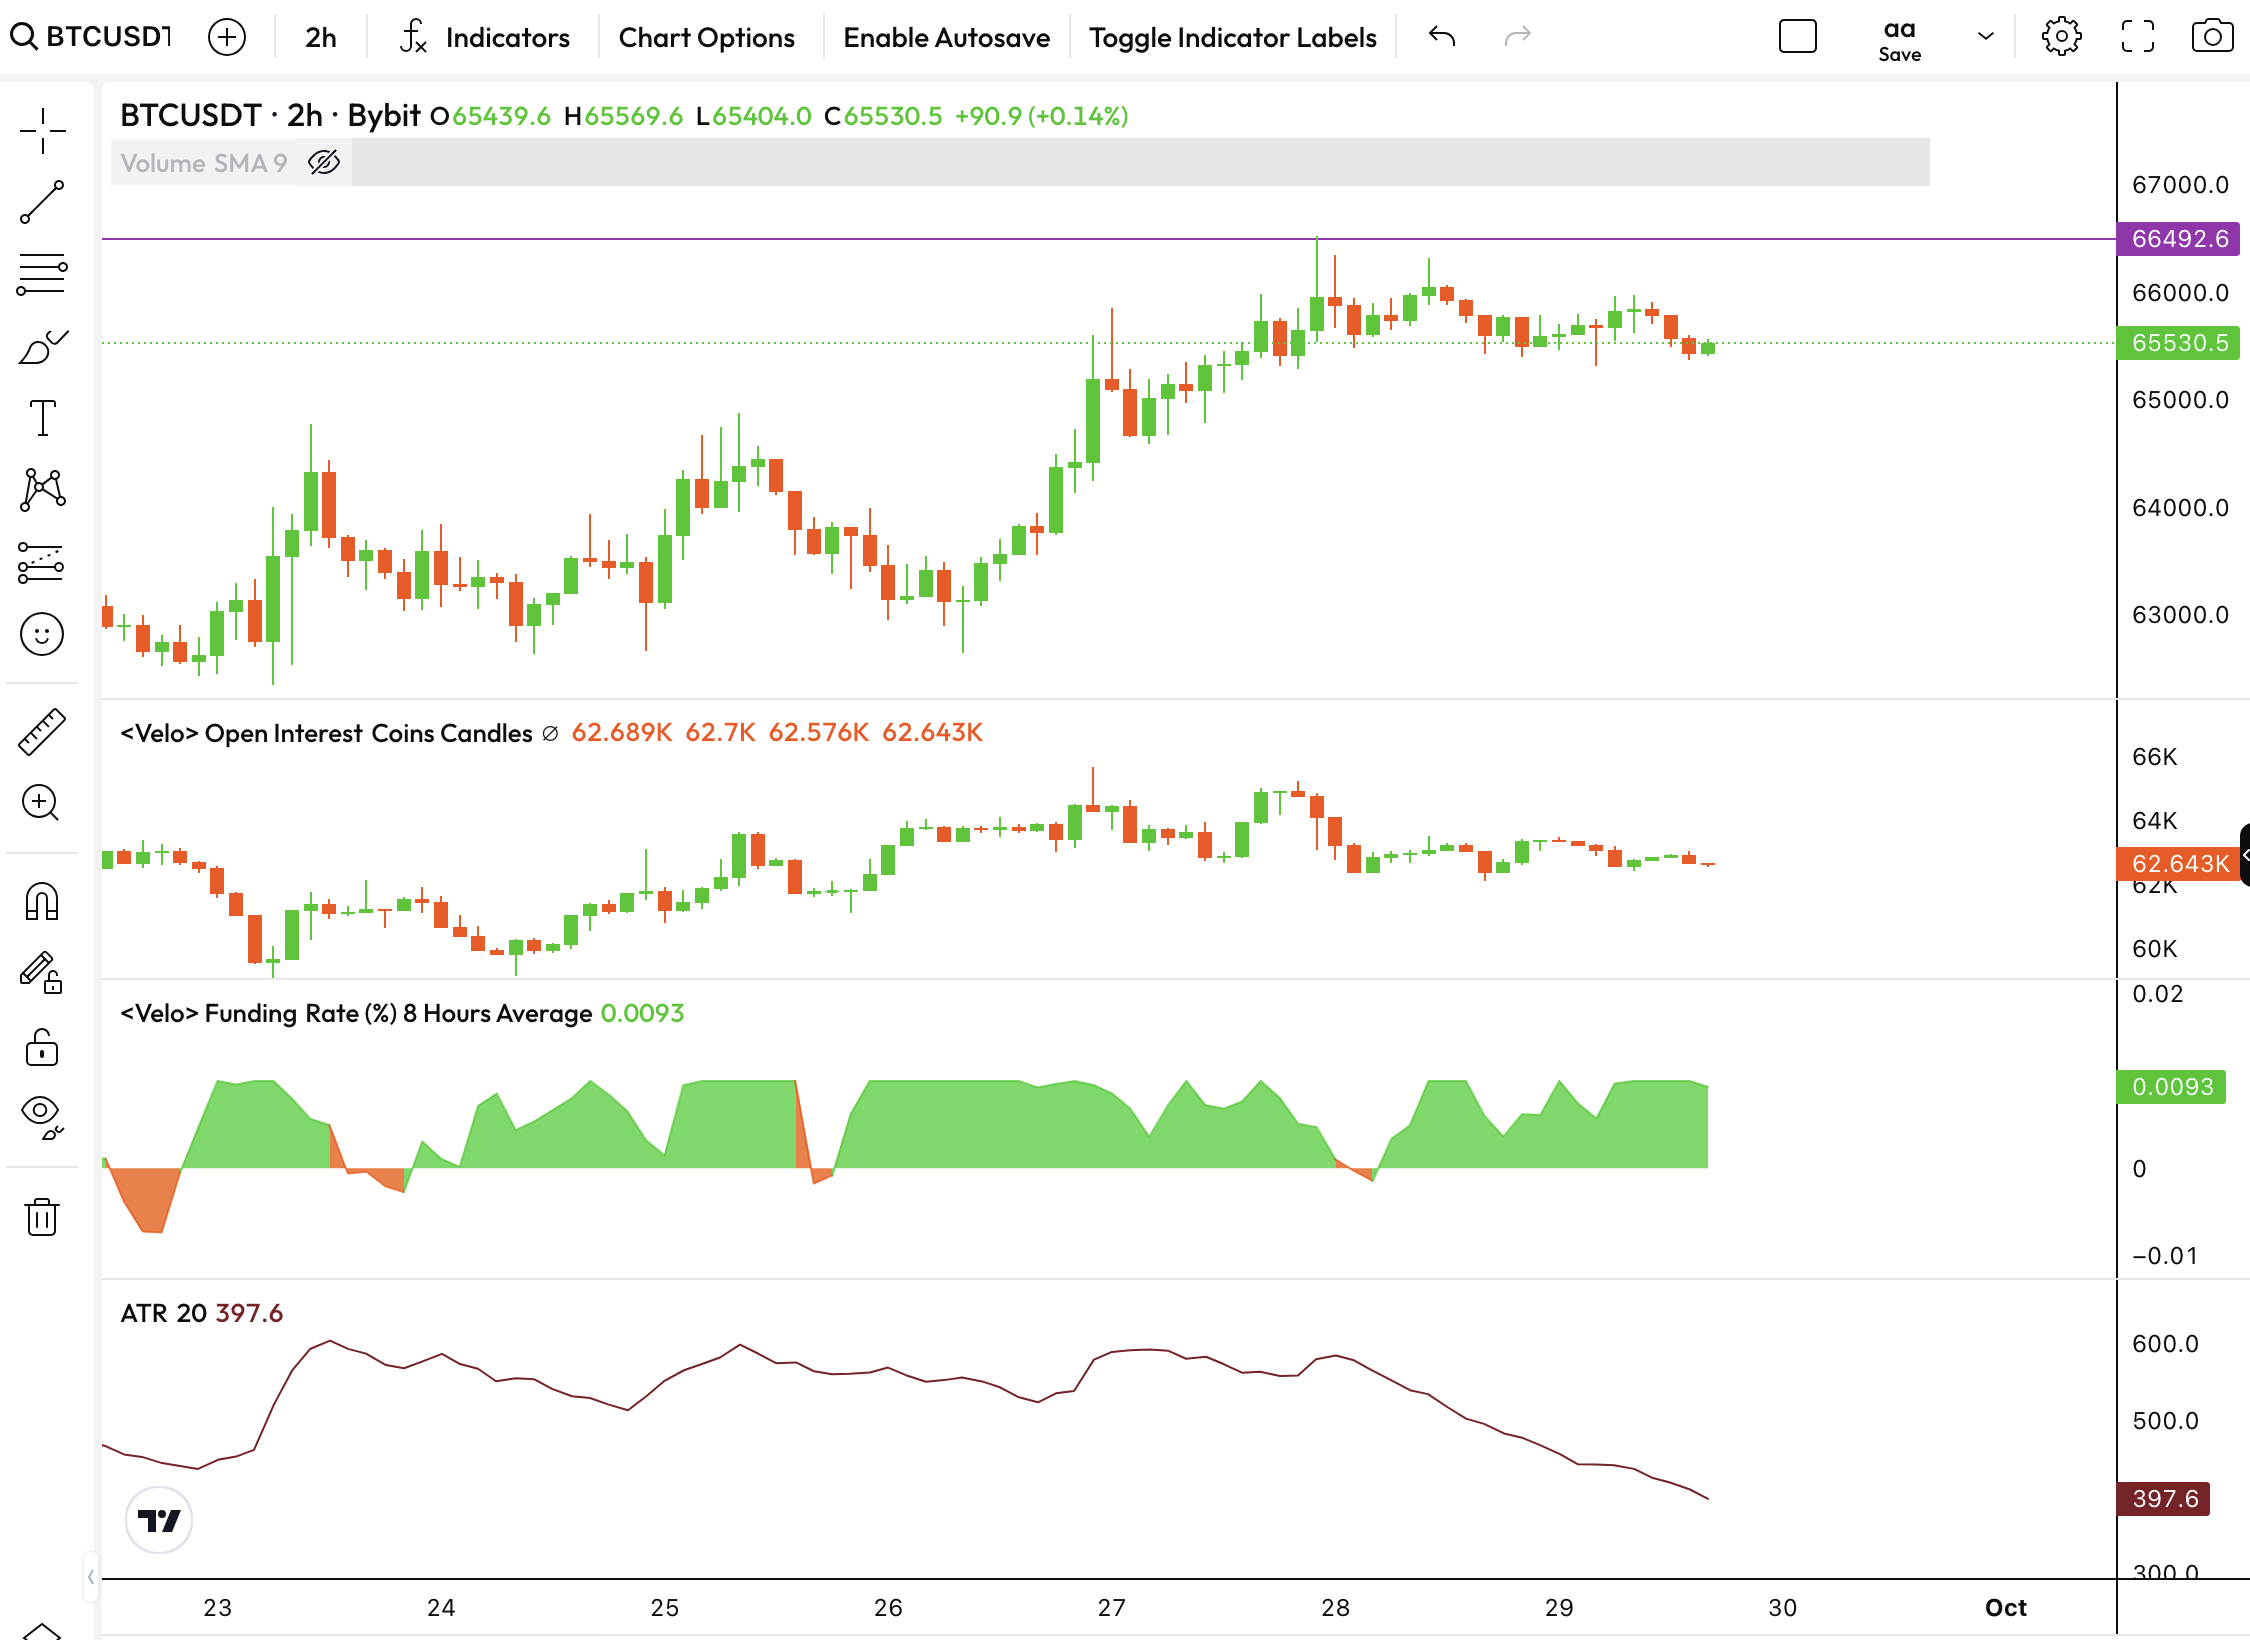 BTCUSDT 2h Indicators Chart Options Enable Autosave Toggle Indicator Labels aa
Save
BTCUSDT · 2h · Bybit O65439.6 H65569.6 L65404.0 C65530.5 +90.9 (+0.14%)
Volume SMA 9
67000.0
66492.6
66000.0
65530.5
65000.0
64000.0
63000.0
<Velo> Open Interest Coins Candles ∅ 62.689K 62.7K 62.576K 62.643K
66K
64K
62.643K
62K
60K
<Velo> Funding Rate (%) 8 Hours Average 0.0093
0.02
0.0093
0
−0.01
ATR 20 397.6
600.0
500.0
397.6
300.0
23 24 25 26 27 28 29 30 Oct